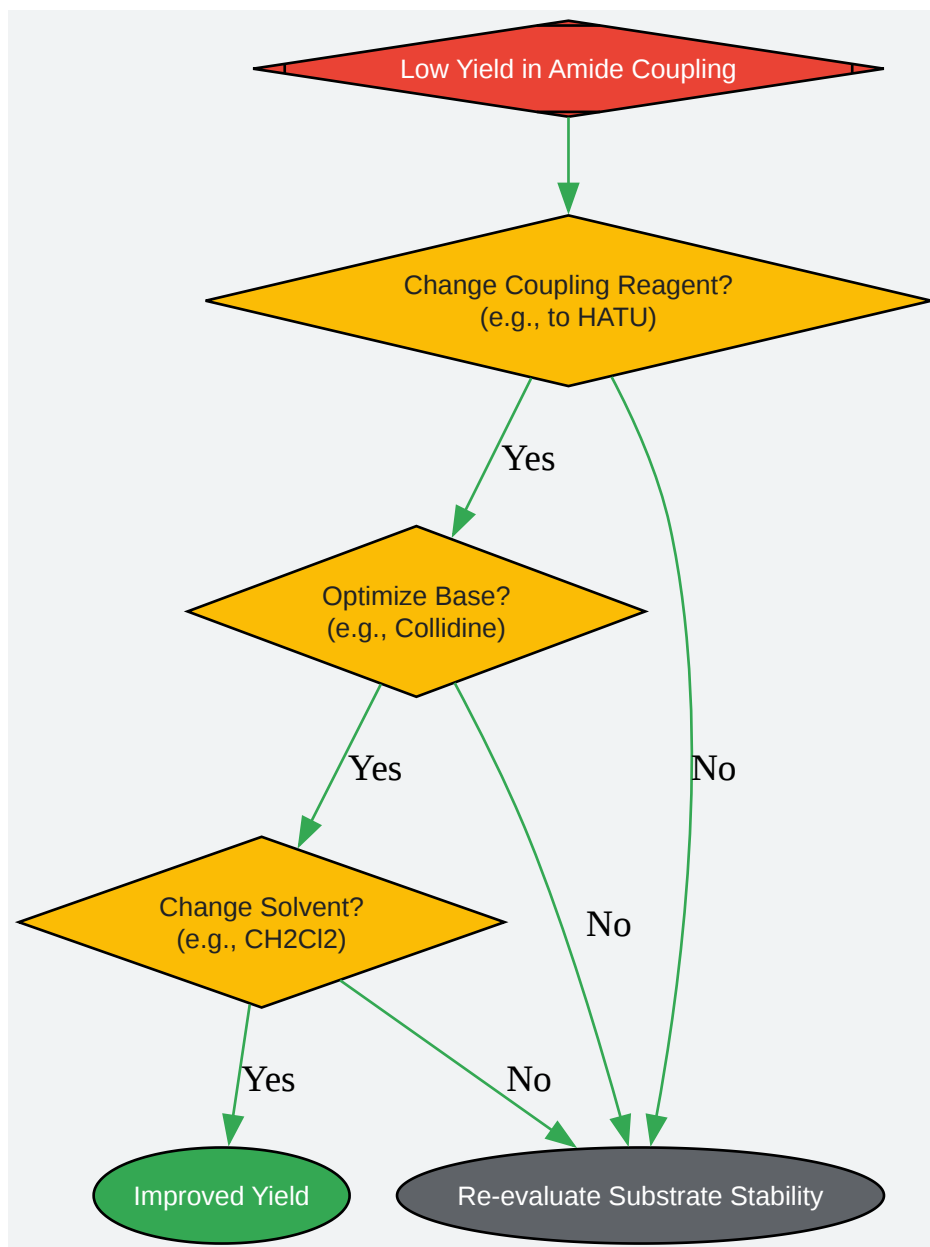 Low Yield in Amide Coupling
Change Coupling Reagent?
(e.g., to HATU)
Yes
Optimize Base?
(e.g., Collidine)
Yes
No
Change Solvent?
(e.g., CH2Cl2)
No
Yes
No
Improved Yield
Re-evaluate Substrate Stability